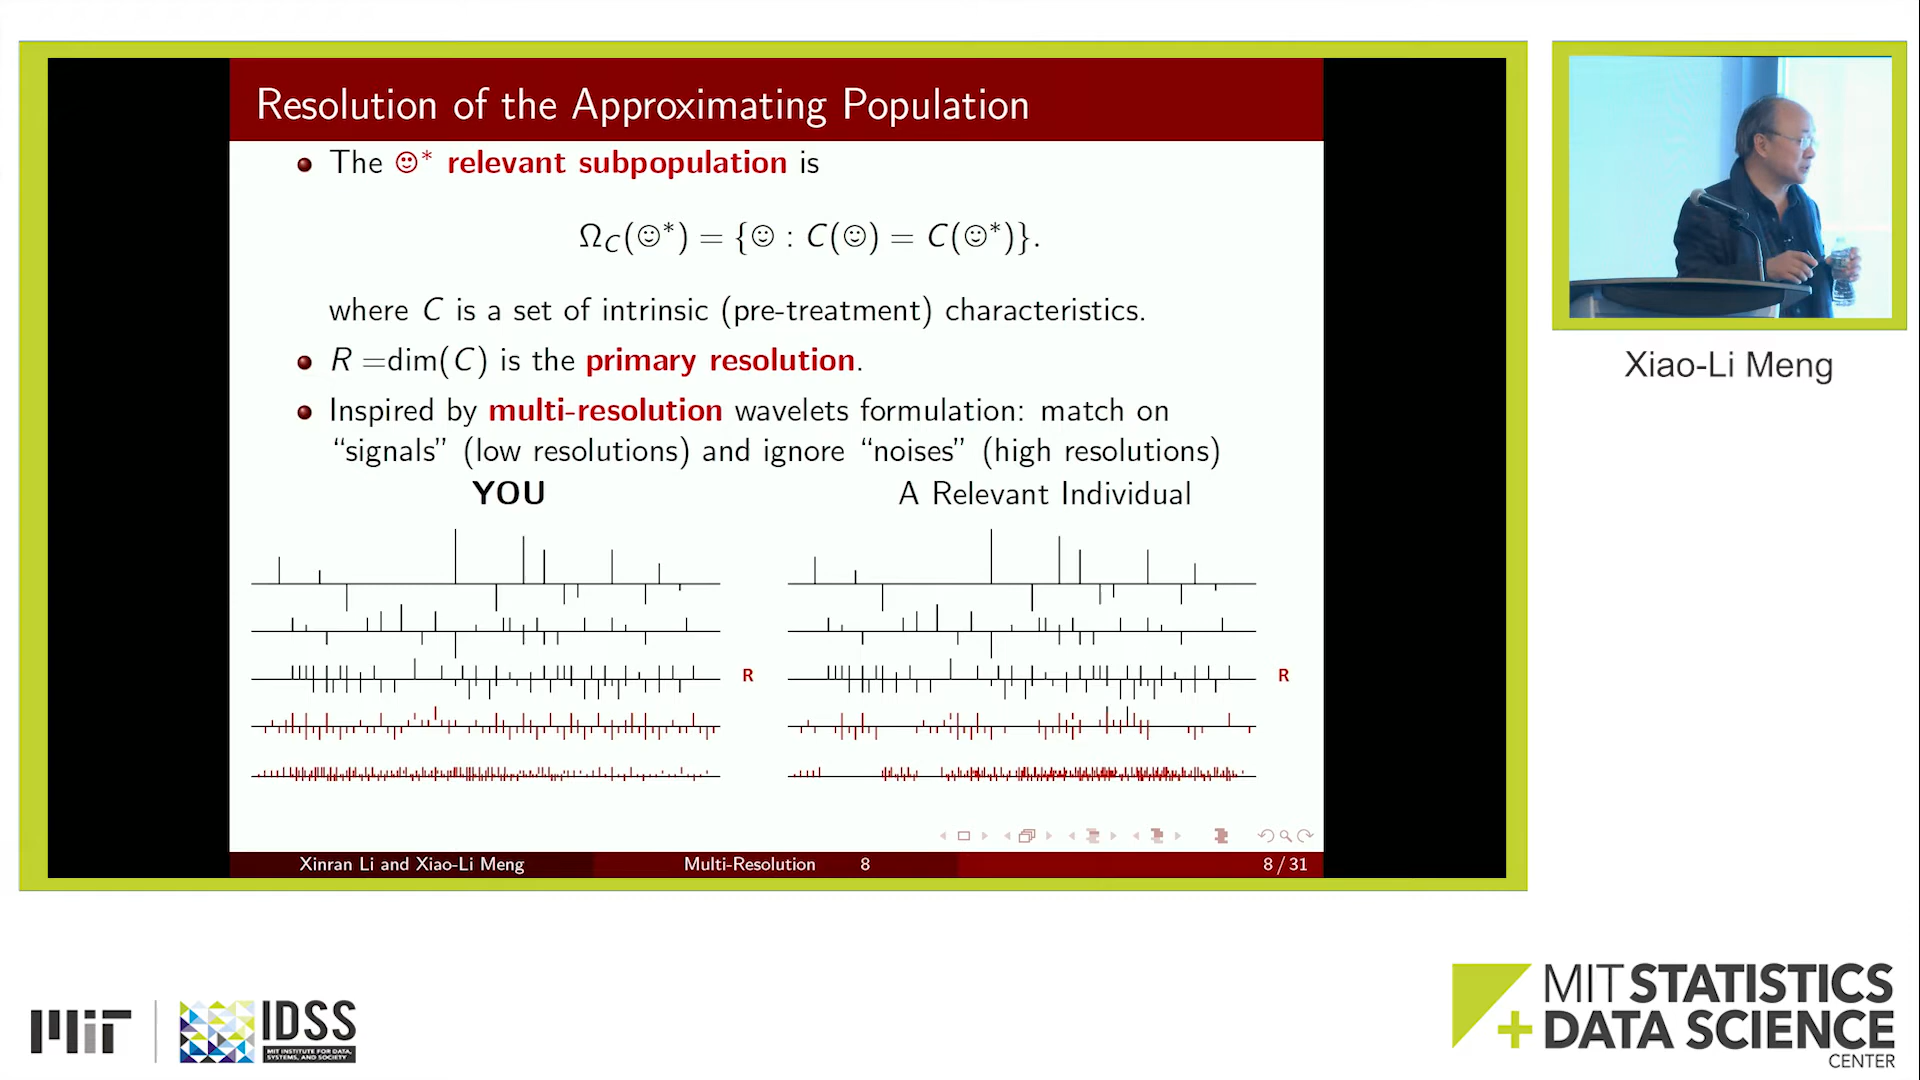 Resolution of the Approximating Population
The ☺* relevant subpopulation is
Ω_C(☺*) = {☺ : C(☺) = C(☺*)}.
where C is a set of intrinsic (pre-treatment) characteristics.
R =dim(C) is the primary resolution.
Inspired by multi-resolution wavelets formulation: match on
“signals” (low resolutions) and ignore “noises” (high resolutions)
YOU
A Relevant Individual
R
R
Xinran Li and Xiao-Li Meng
Multi-Resolution
8
8 / 31
Xiao-Li Meng
MIT
IDSS
MIT INSTITUTE FOR DATA,
SYSTEMS, AND SOCIETY
MIT STATISTICS
+ DATA SCIENCE
CENTER